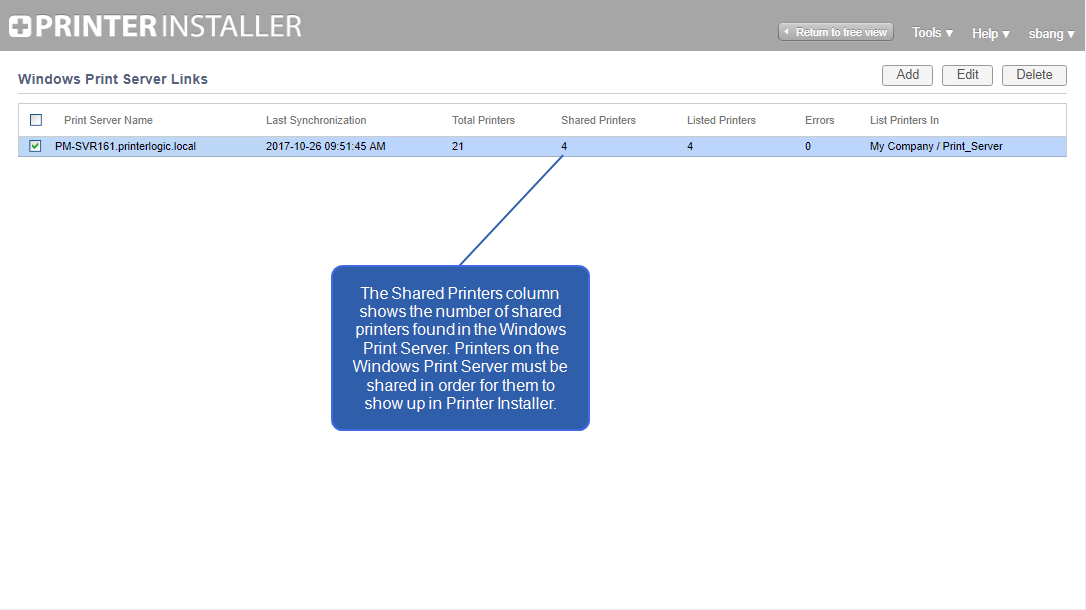 PRINTER INSTALLER
Return to tree view Tools ▾ Help ▾ sbang ▾
Windows Print Server Links
Add Edit Delete
Print Server Name Last Synchronization Total Printers Shared Printers Listed Printers Errors List Printers In
PM-SVR161.printerlogic.local 2017-10-26 09:51:45 AM 21 4 4 0 My Company / Print_Server
The Shared Printers column
shows the number of shared
printers found in the Windows
Print Server. Printers on the
Windows Print Server must be
shared in order for them to
show up in Printer Installer.